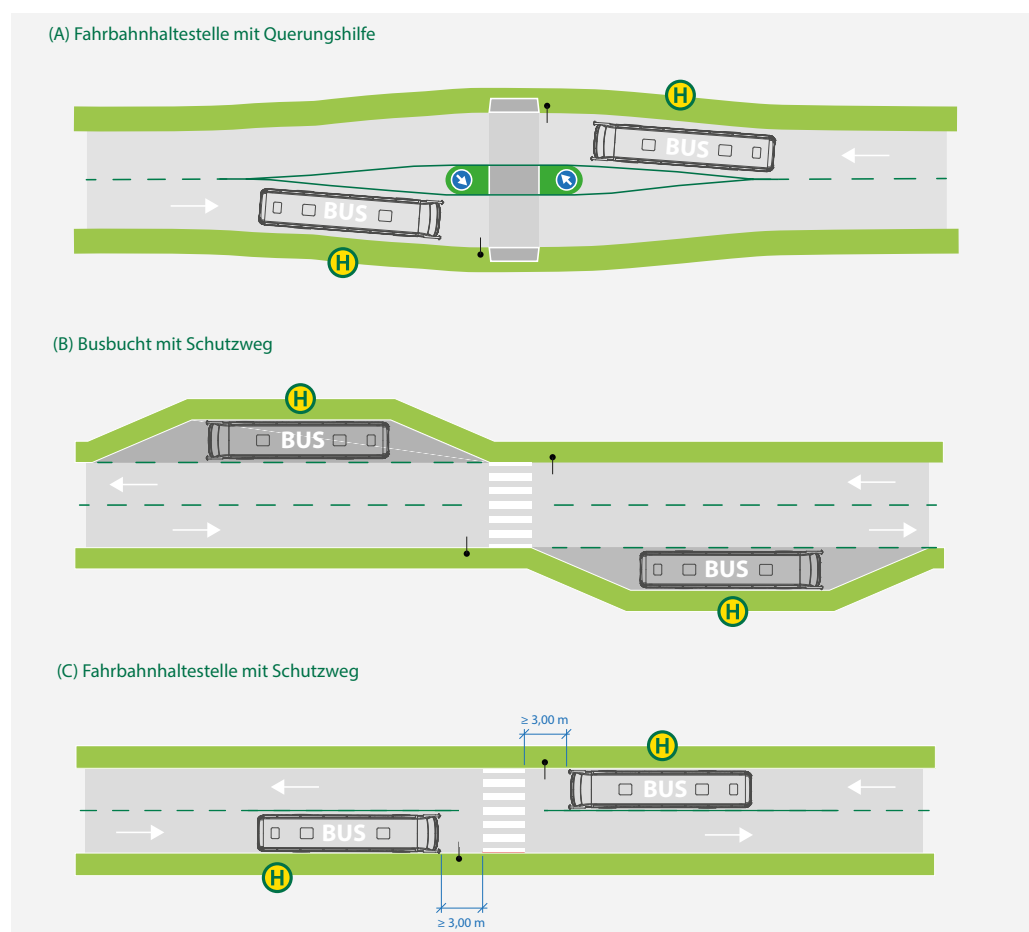 (A) Fahrbahnhaltestelle mit Querungshilfe
H
BUS
BUS
H
(B) Busbucht mit Schutzweg
H
BUS
BUS
H
(C) Fahrbahnhaltestelle mit Schutzweg
≥ 3,00 m
H
BUS
BUS
H
≥ 3,00 m